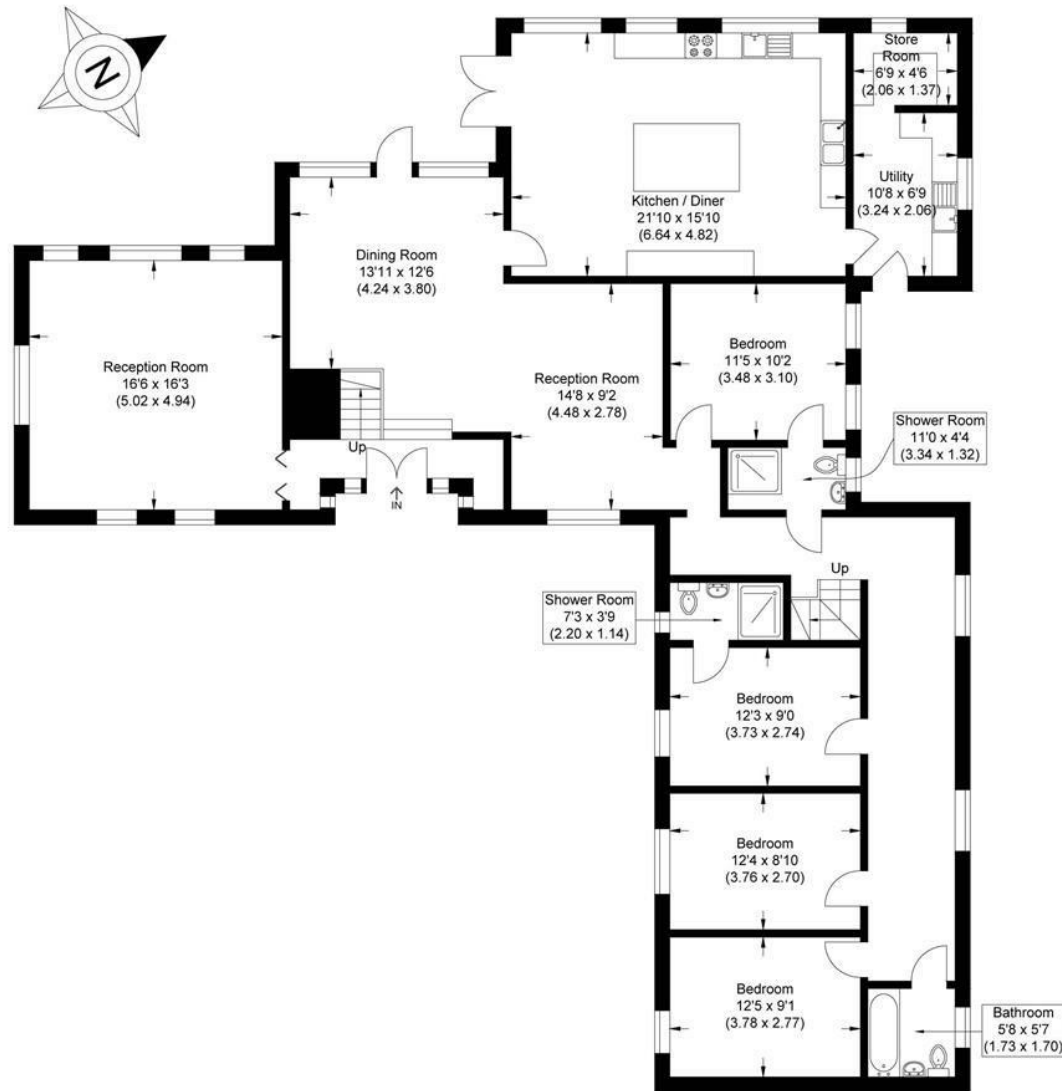 N
Store
Room
6'9 x 4'6
(2.06 x 1.37)
Utility
10'8 x 6'9
(3.24 x 2.06)
Kitchen / Diner
21'10 x 15'10
(6.64 x 4.82)
Dining Room
13'11 x 12'6
(4.24 x 3.80)
Reception Room
16'6 x 16'3
(5.02 x 4.94)
Reception Room
14'8 x 9'2
(4.48 x 2.78)
Bedroom
11'5 x 10'2
(3.48 x 3.10)
Shower Room
11'0 x 4'4
(3.34 x 1.32)
Up
IN
Up
Shower Room
7'3 x 3'9
(2.20 x 1.14)
Bedroom
12'3 x 9'0
(3.73 x 2.74)
Bedroom
12'4 x 8'10
(3.76 x 2.70)
Bedroom
12'5 x 9'1
(3.78 x 2.77)
Bathroom
5'8 x 5'7
(1.73 x 1.70)